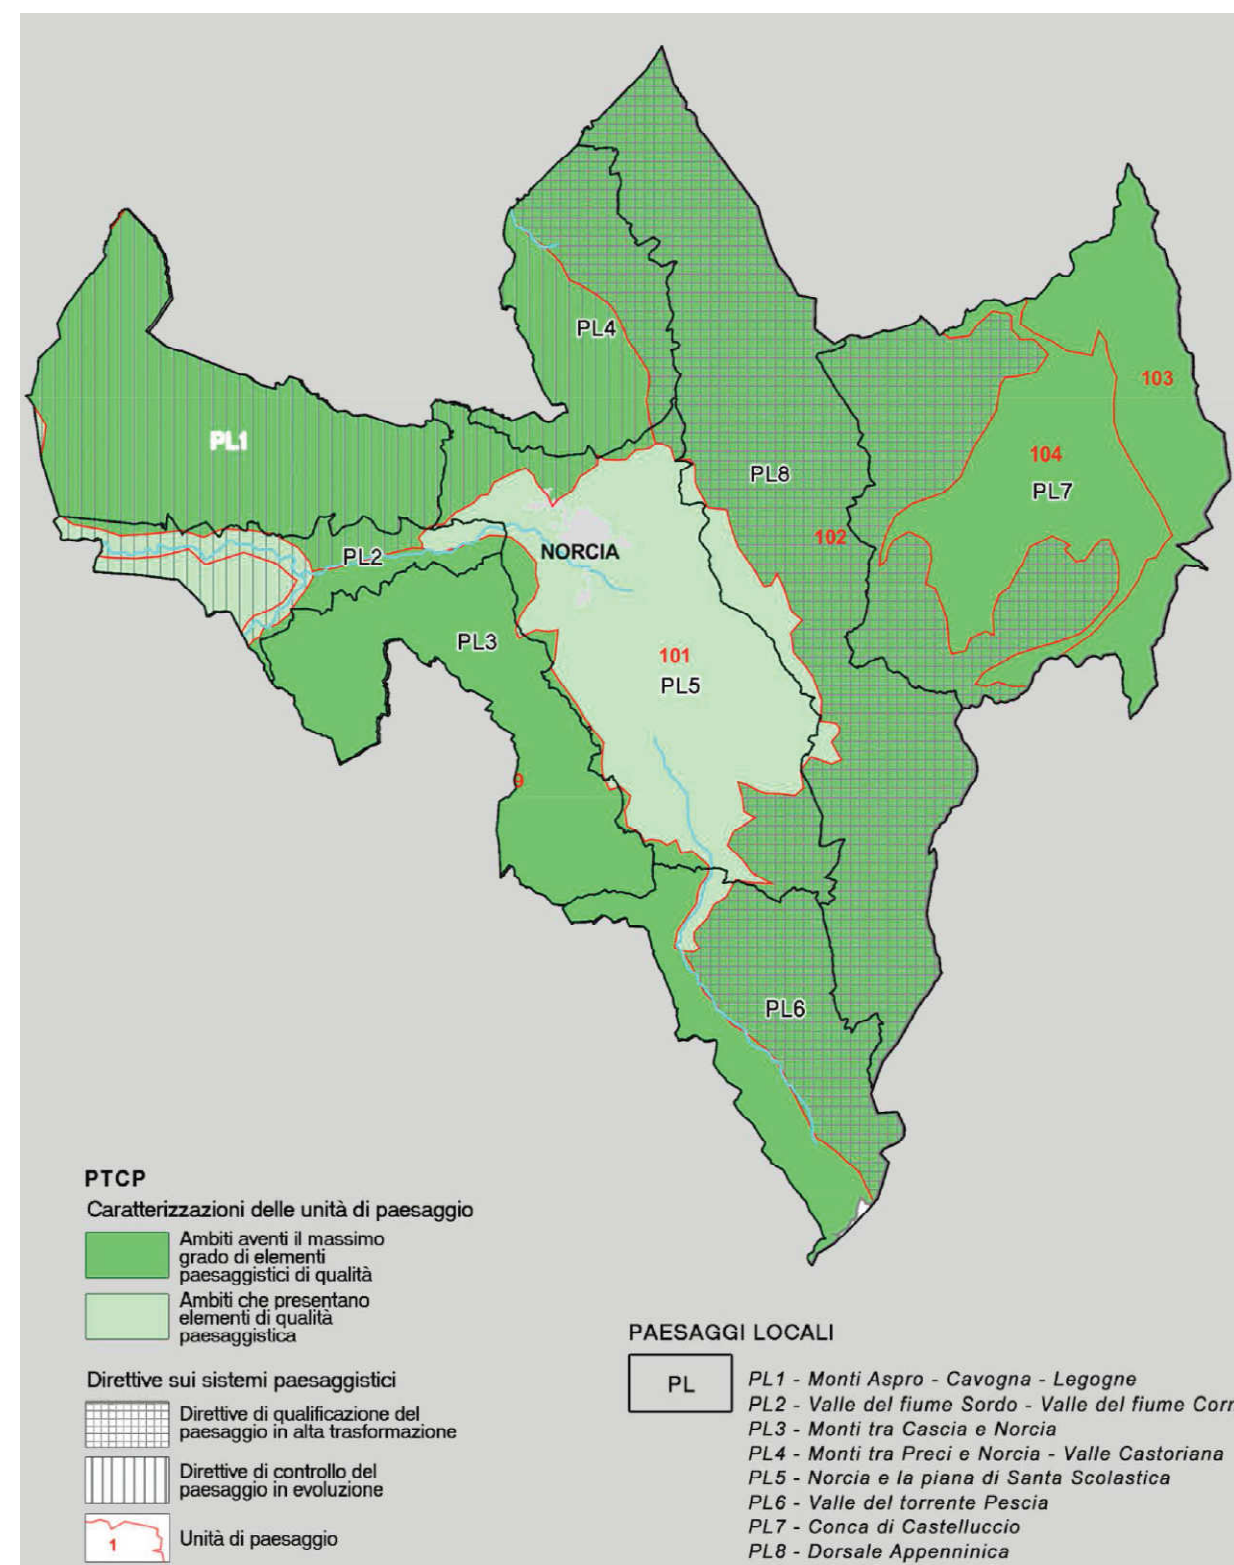 PL4
103
PL1
104
PL8
PL7
102
NORCIA
PL2
PL3
101
PL5
9
PL6
PTCP
Caratterizzazioni delle unità di paesaggio
Ambiti aventi il massimo
grado di elementi
paesaggistici di qualità
Ambiti che presentano
elementi di qualità
paesaggistica
Direttive sui sistemi paesaggistici
Direttive di qualificazione del
paesaggio in alta trasformazione
Direttive di controllo del
paesaggio in evoluzione
1
Unità di paesaggio
PAESAGGI LOCALI
PL
PL1 - Monti Aspro - Cavogna - Legogne
PL2 - Valle del fiume Sordo - Valle del fiume Corn
PL3 - Monti tra Cascia e Norcia
PL4 - Monti tra Preci e Norcia - Valle Castoriana
PL5 - Norcia e la piana di Santa Scolastica
PL6 - Valle del torrente Pescia
PL7 - Conca di Castelluccio
PL8 - Dorsale Appenninica